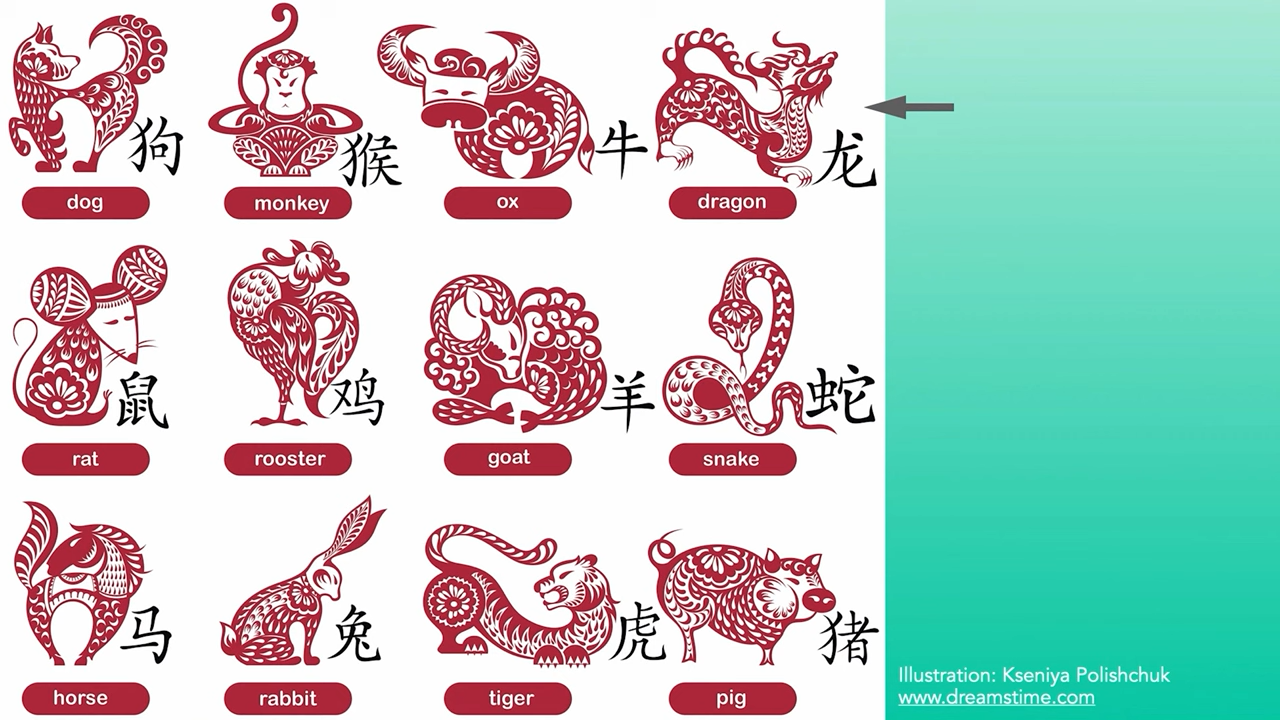 狗 猴 牛 龙
dog monkey ox dragon
鼠 鸡 羊 蛇
rat rooster goat snake
马 兔 虎 猪
horse rabbit tiger pig
Illustration: Kseniya Polishchuk
www.dreamstime.com